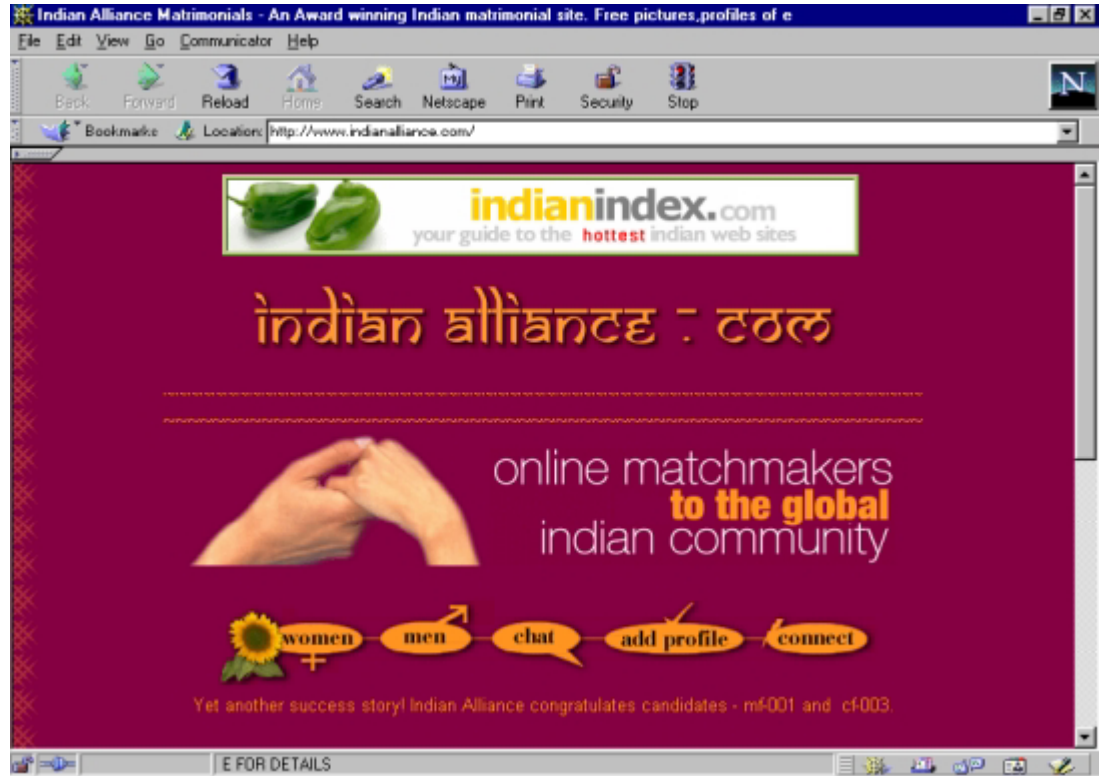 Indian Alliance Matrimonials - An Award winning Indian matrimonial site. Free pictures,profiles of e
File Edit View Go Communicator Help
My
Back Forward Reload Home Search Netscape Print Security Stop
N
Bookmarks Location: http://www.indianalliance.com/
indianindex.com
your guide to the hottest indian web sites
indian alliance - com
online matchmakers
to the global
indian community
women men chat add profile connect
Yet another success story! Indian Alliance congratulates candidates - mf-001 and cf-003.
E FOR DETAILS